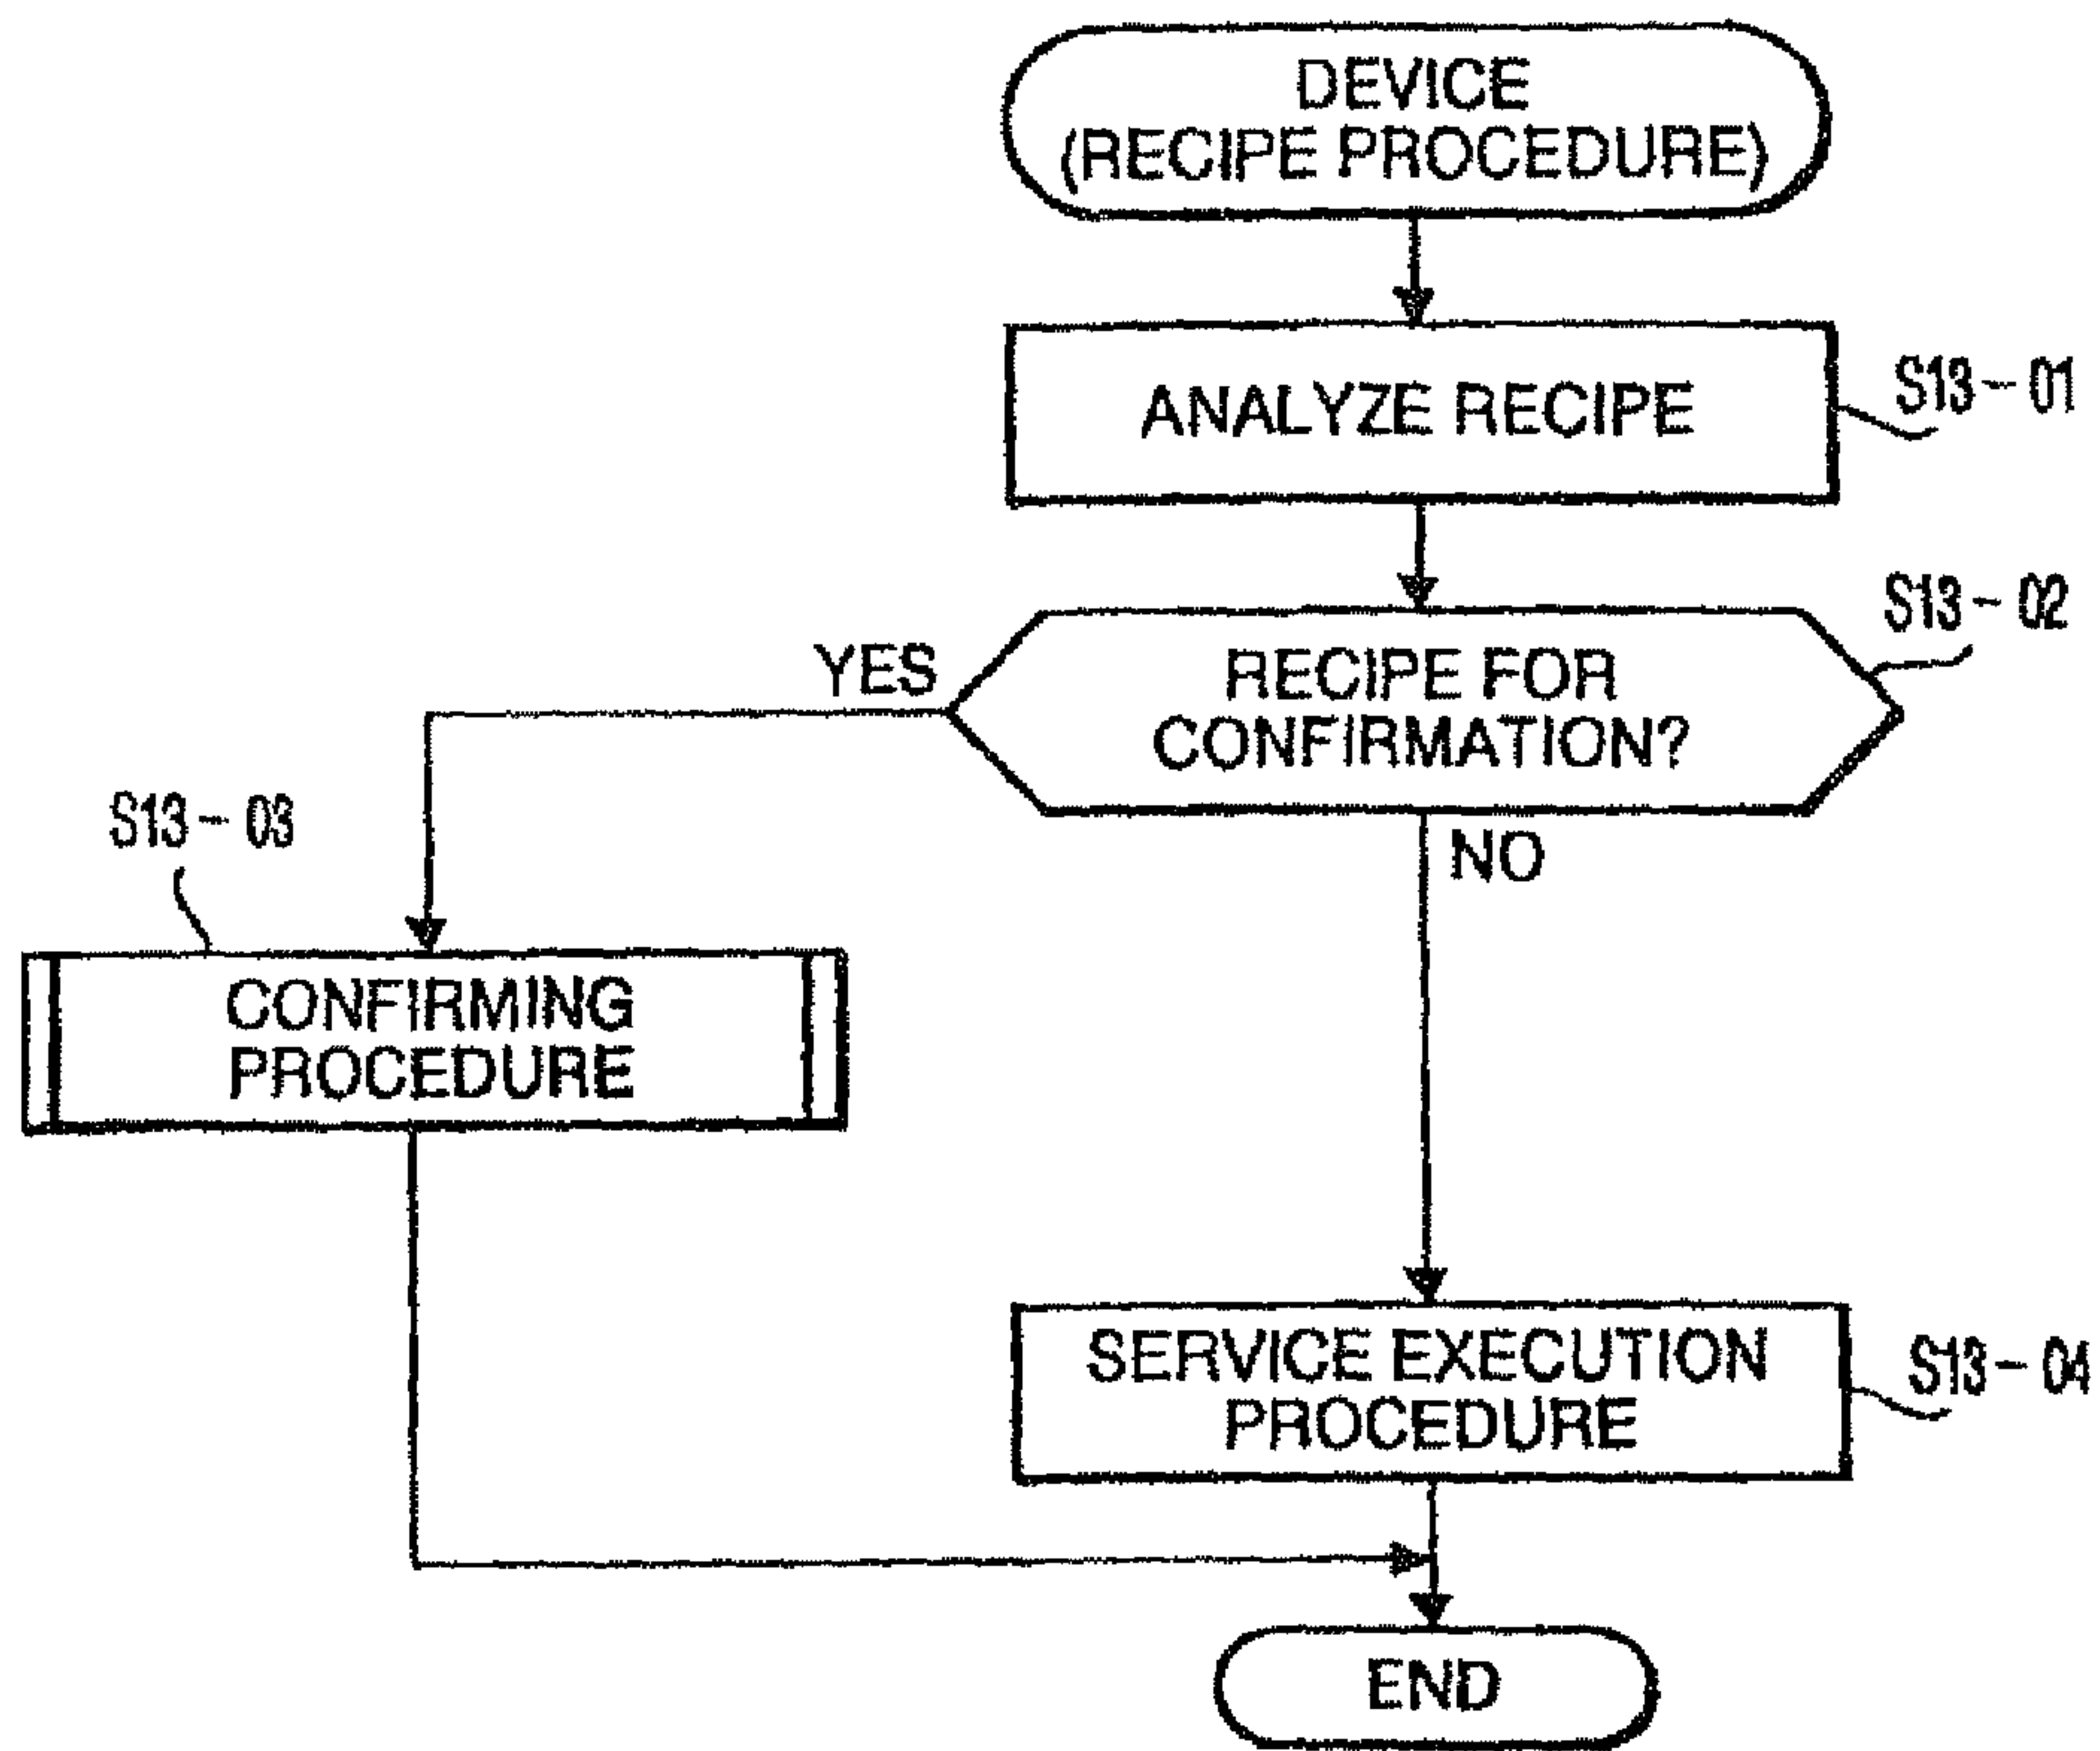 DEVICE
(RECIPE PROCEDURE)
ANALYZE RECIPE
S13-01
S13-02
YES
RECIPE FOR
CONFIRMATION?
S13-03
NO
CONFIRMING
PROCEDURE
SERVICE EXECUTION
PROCEDURE
S13-04
END